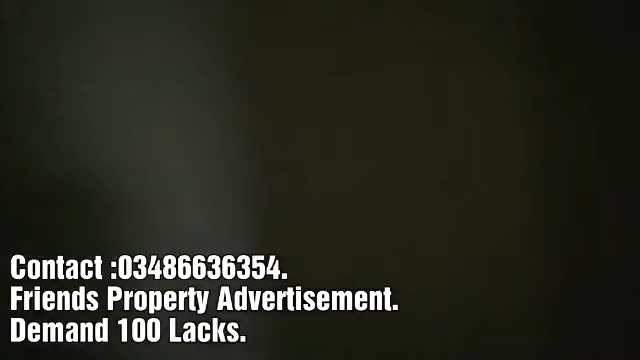 Contact :03486636354.
Friends Property Advertisement.
Demand 100 Lacks.